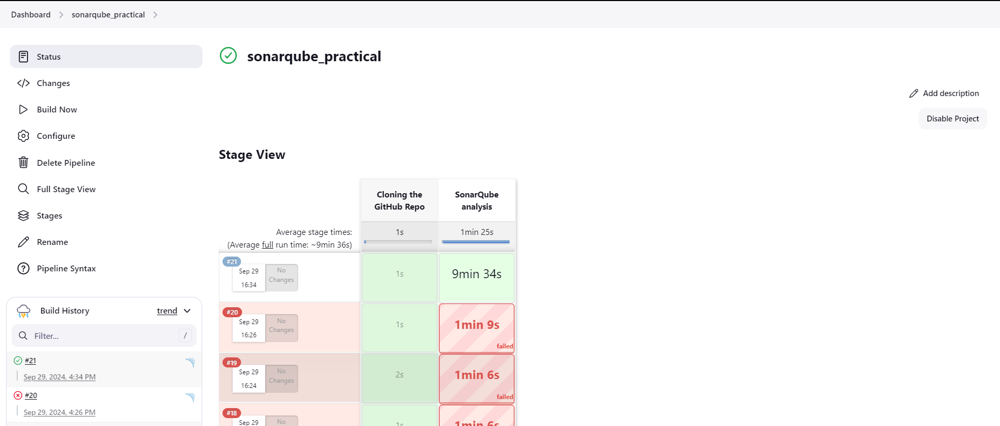 Dashboard
sonarqube_practical
Status
Changes
Build Now
Configure
Delete Pipeline
Full Stage View
Stages
Rename
Pipeline Syntax
Build History
trend
Filter...
/
#21
Sep 29, 2024, 4:34 PM
#20
Sep 29, 2024, 4:26 PM
sonarqube_practical
Add description
Disable Project
Stage View
Cloning the
GitHub Repo
SonarQube
analysis
Average stage times:
(Average full run time: ~9min 36s)
1s
1min 25s
#21
Sep 29
16:34
No
Changes
1s
9min 34s
#20
Sep 29
16:26
No
Changes
1s
1min 9s
failed
#19
Sep 29
16:24
No
Changes
2s
1min 6s
failed
#18
Sep 29
No
1s
1min 6s